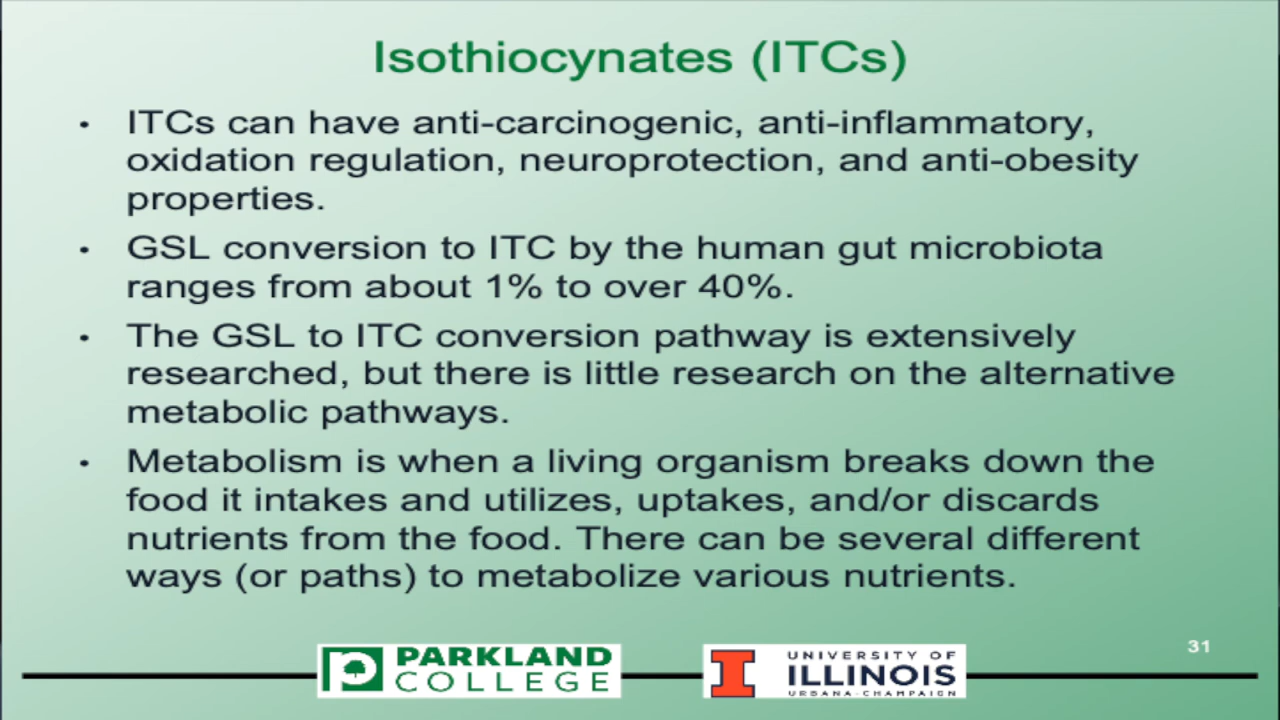 Isothiocynates (ITCs)
• ITCs can have anti-carcinogenic, anti-inflammatory,
oxidation regulation, neuroprotection, and anti-obesity
properties.
• GSL conversion to ITC by the human gut microbiota
ranges from about 1% to over 40%.
• The GSL to ITC conversion pathway is extensively
researched, but there is little research on the alternative
metabolic pathways.
• Metabolism is when a living organism breaks down the
food it intakes and utilizes, uptakes, and/or discards
nutrients from the food. There can be several different
ways (or paths) to metabolize various nutrients.
31
PARKLAND
COLLEGE
UNIVERSITY OF
ILLINOIS
URBANA-CHAMPAIGN